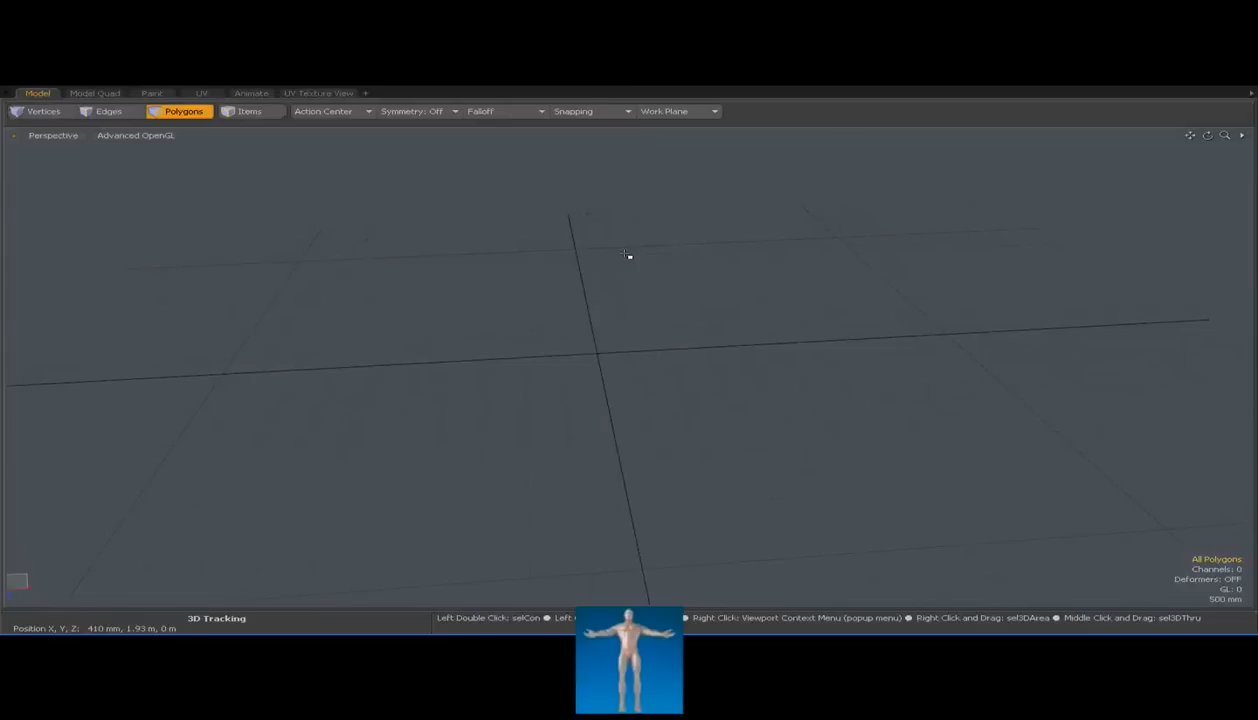 Model Model Quad Paint UV Animate UV Texture View +
Vertices Edges Polygons Items Action Center Symmetry: Off Falloff Snapping Work Plane
Perspective Advanced OpenGL
All Polygons
Channels: 0
Deformers: OFF
GL: 0
500 mm
3D Tracking Left Double Click: selCon ● Left ● Right Click: Viewport Context Menu (popup menu) ● Right Click and Drag: sel3DArea ● Middle Click and Drag: sel3DThru
Position X, Y, Z: 410 mm, 1.93 m, 0 m